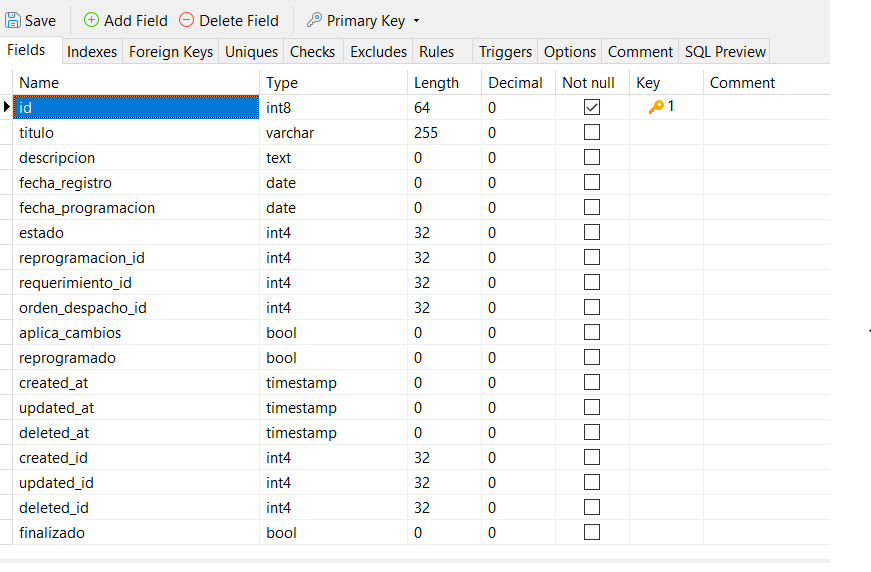 Save Add Field Delete Field Primary Key
Fields Indexes Foreign Keys Uniques Checks Excludes Rules Triggers Options Comment SQL Preview
Name Type Length Decimal Not null Key Comment
id int8 64 0 1
titulo varchar 255 0
descripcion text 0 0
fecha_registro date 0 0
fecha_programacion date 0 0
estado int4 32 0
reprogramacion_id int4 32 0
requerimiento_id int4 32 0
orden_despacho_id int4 32 0
aplica_cambios bool 0 0
reprogramado bool 0 0
created_at timestamp 0 0
updated_at timestamp 0 0
deleted_at timestamp 0 0
created_id int4 32 0
updated_id int4 32 0
deleted_id int4 32 0
finalizado bool 0 0